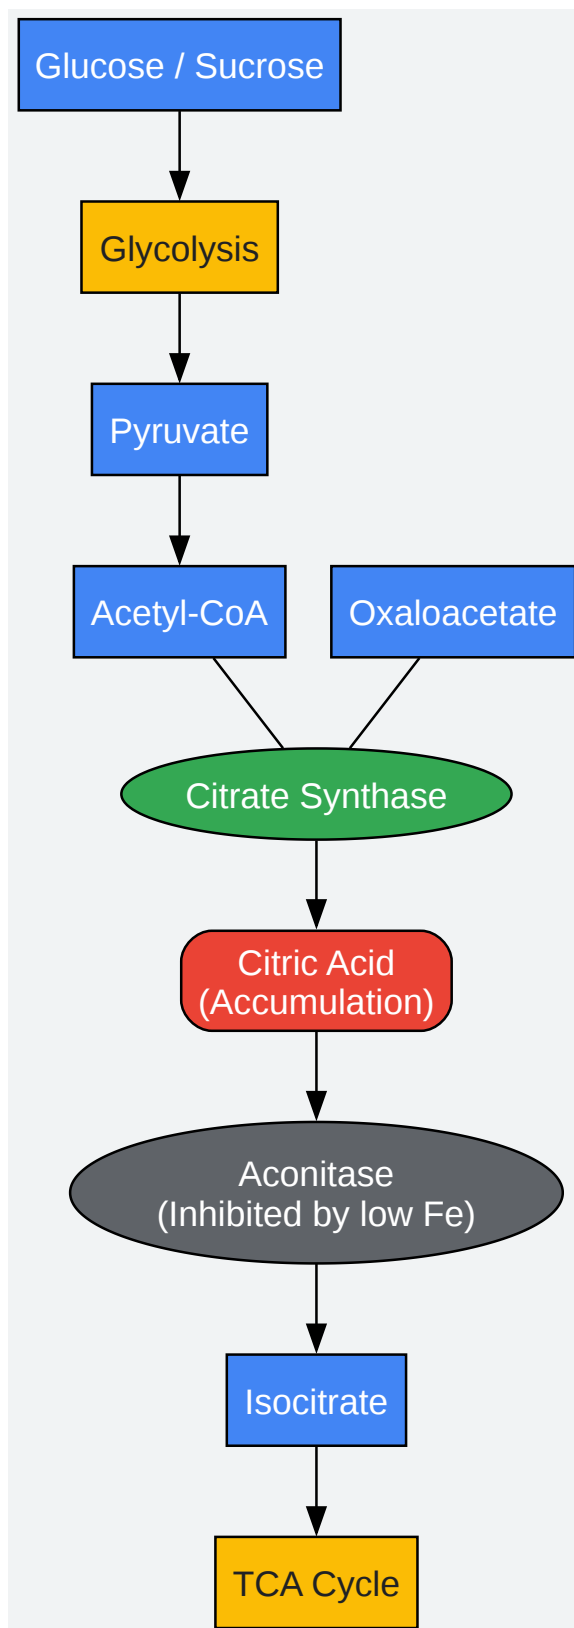 Glucose / Sucrose
Glycolysis
Pyruvate
Acetyl-CoA
Oxaloacetate
Citrate Synthase
Citric Acid
(Accumulation)
Aconitase
(Inhibited by low Fe)
Isocitrate
TCA Cycle